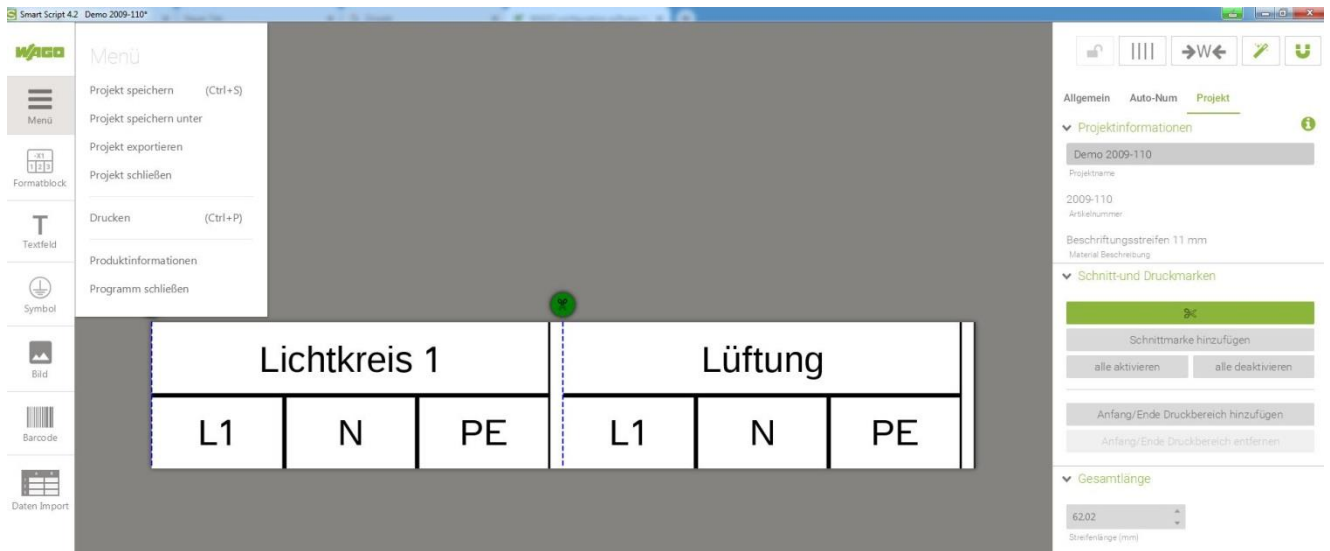 Smart Script 4.2 Demo 2009-110*
WAGO
Menü
Formatblock
-X1
1 2 3
T
Textfeld
Symbol
Bild
Barcode
Daten Import
Menü
Projekt speichern (Ctrl+S)
Projekt speichern unter
Projekt exportieren
Projekt schließen
Drucken (Ctrl+P)
Produktinformationen
Programm schließen
Lichtkreis 1 Lüftung
L1 N PE L1 N PE
W
Allgemein Auto-Num Projekt
Projektinformationen
Demo 2009-110
Projektname
2009-110
Artikelnummer
Beschriftungsstreifen 11 mm
Material Beschreibung
Schnitt-und Druckmarken
Schnittmarke hinzufügen
alle aktivieren alle deaktivieren
Anfang/Ende Druckbereich hinzufügen
Anfang/Ende Druckbereich entfernen
Gesamtlänge
62.02
Streifenlänge (mm)